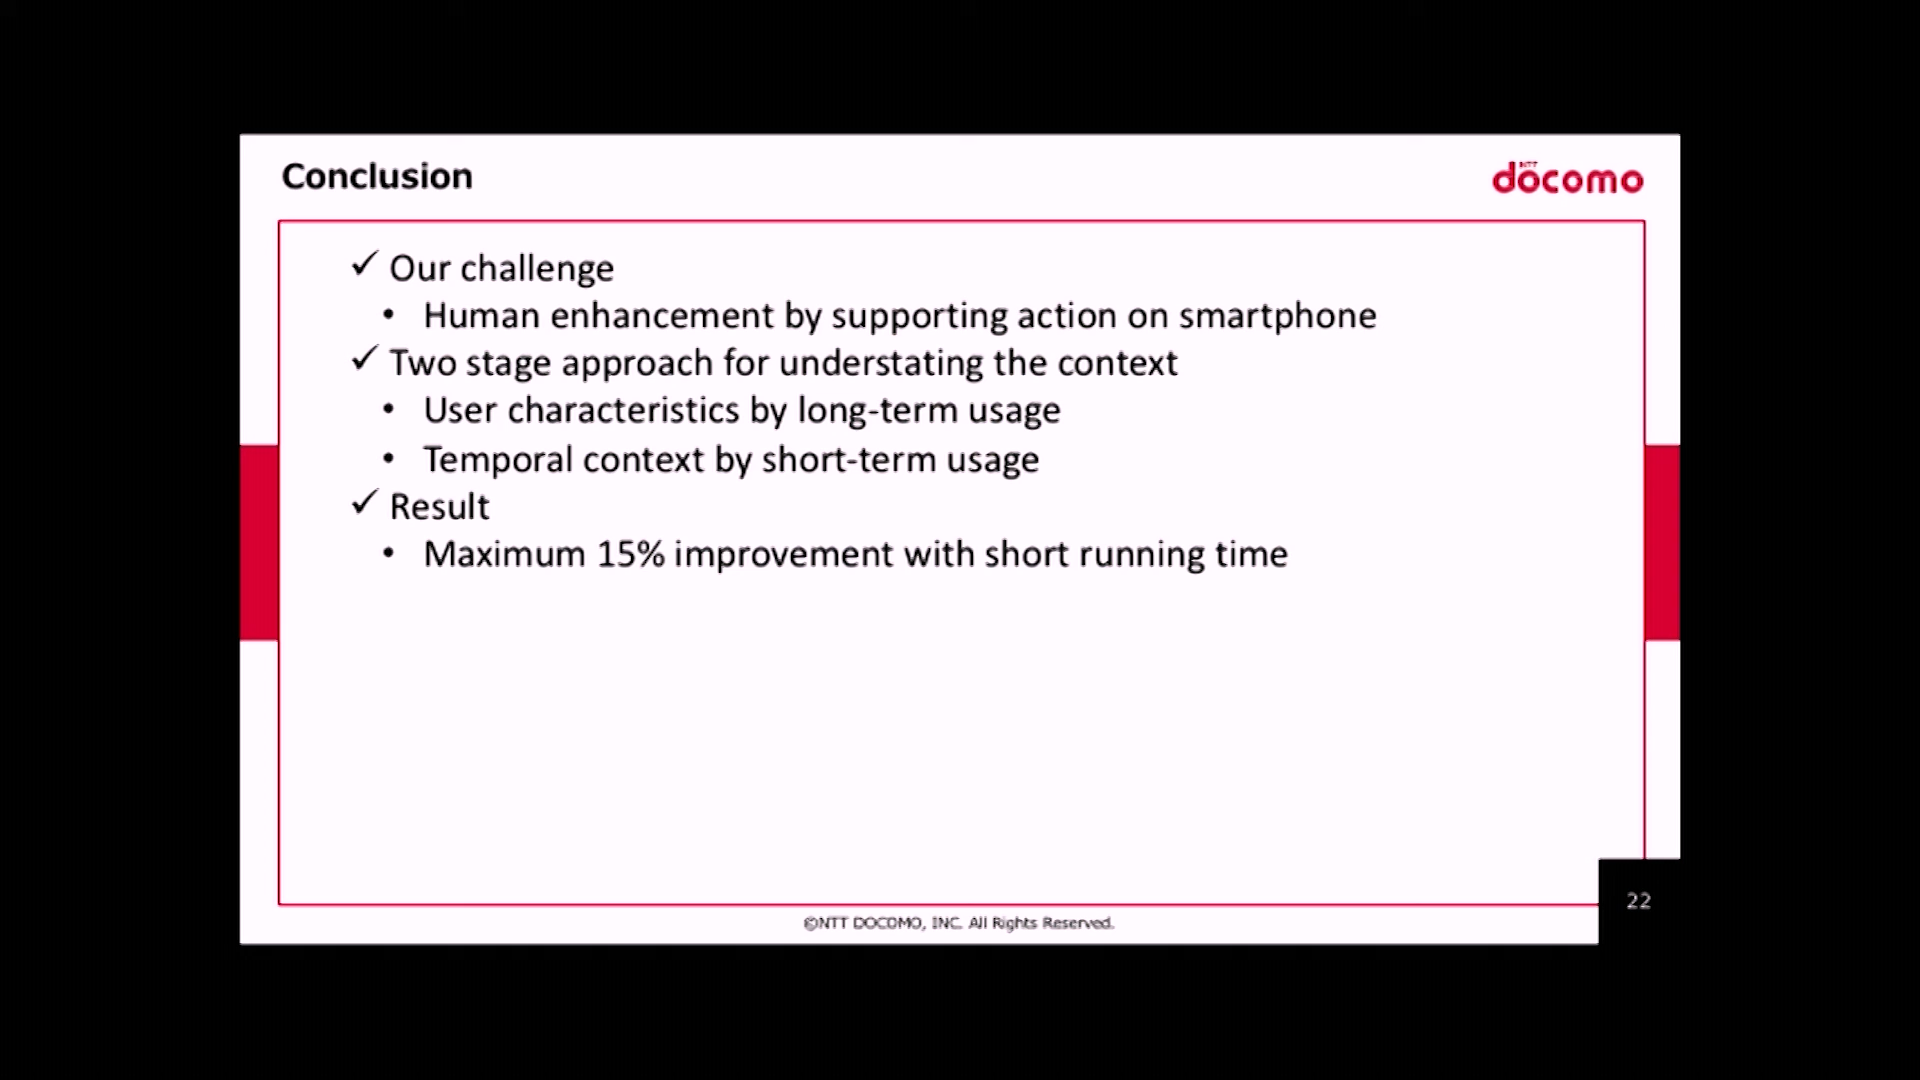 Conclusion
NTT
döcomo
✓ Our challenge
• Human enhancement by supporting action on smartphone
✓ Two stage approach for understating the context
• User characteristics by long-term usage
• Temporal context by short-term usage
✓ Result
• Maximum 15% improvement with short running time
22
©NTT DOCOMO, INC. All Rights Reserved.